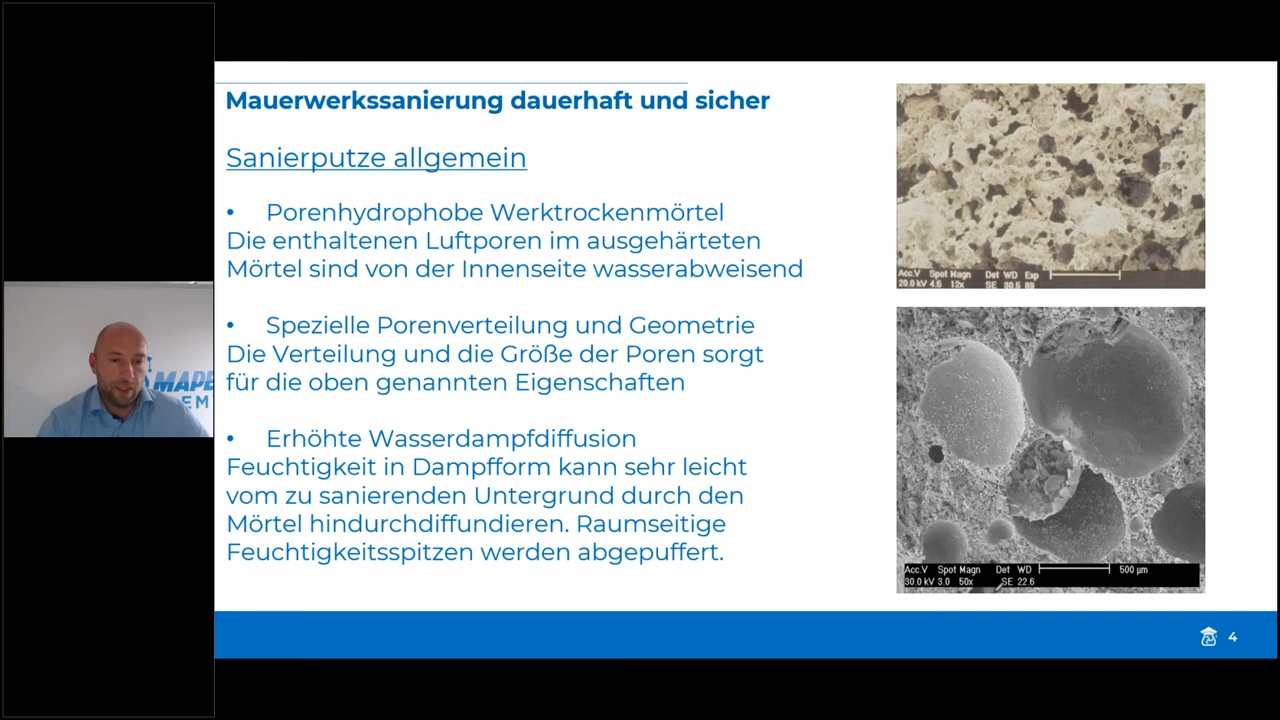 Mauerwerkssanierung dauerhaft und sicher
Sanierputze allgemein
• Porenhydrophobe Werktrockenmörtel
Die enthaltenen Luftporen im ausgehärteten
Mörtel sind von der Innenseite wasserabweisend
• Spezielle Porenverteilung und Geometrie
Die Verteilung und die Größe der Poren sorgt
für die oben genannten Eigenschaften
• Erhöhte Wasserdampfdiffusion
Feuchtigkeit in Dampfform kann sehr leicht
vom zu sanierenden Untergrund durch den
Mörtel hindurchdiffundieren. Raumseitige
Feuchtigkeitsspitzen werden abgepuffert.
Acc.V Spot Magn Det WD Exp
20.0 kV 4.6 12x SE 30.5 69
Acc.V Spot Magn Det WD 500 µm
30.0 kV 3.0 50x SE 22.6
MAPE
EM
4